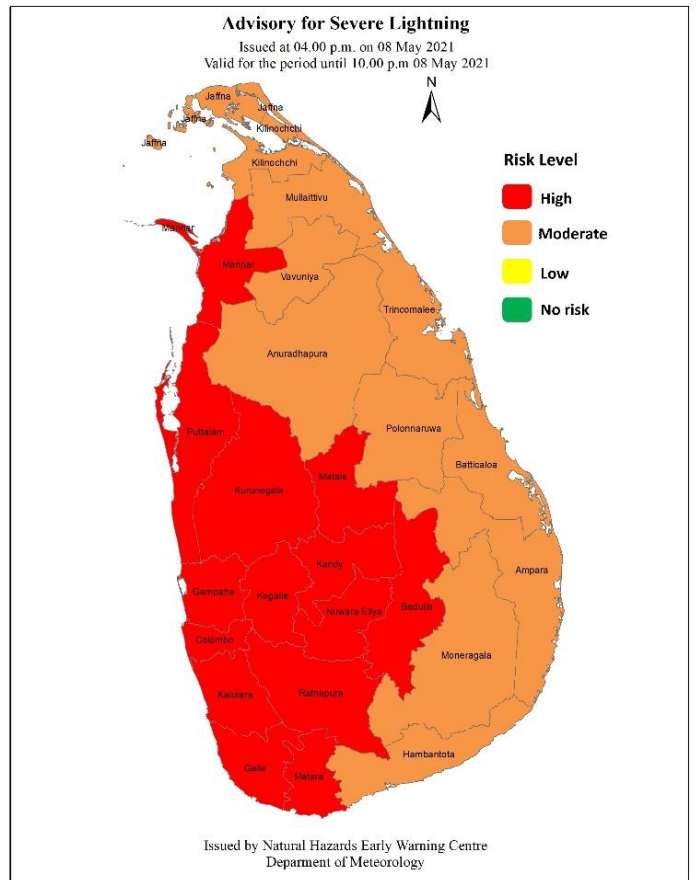 Advisory for Severe Lightning
Issued at 04.00 p.m. on 08 May 2021
Valid for the period until 10.00 p.m 08 May 2021
N
Jaffna
Jaffna
Jaffna
Kilinochchi
Jaffna
Kilinochchi
Risk Level
High
Moderate
Low
No risk
Mullaittivu
Mannar
Mannar
Vavuniya
Trincomalee
Anuradhapura
Polonnaruwa
Puttalam
Batticaloa
Matale
Kurunegala
Kandy
Ampara
Gampaha
Kegalle
Nuwara Eliya
Badulla
Colombo
Moneragala
Kalutara
Ratnapura
Hambantota
Galle
Matara
Issued by Natural Hazards Early Warning Centre
Deparment of Meteorology